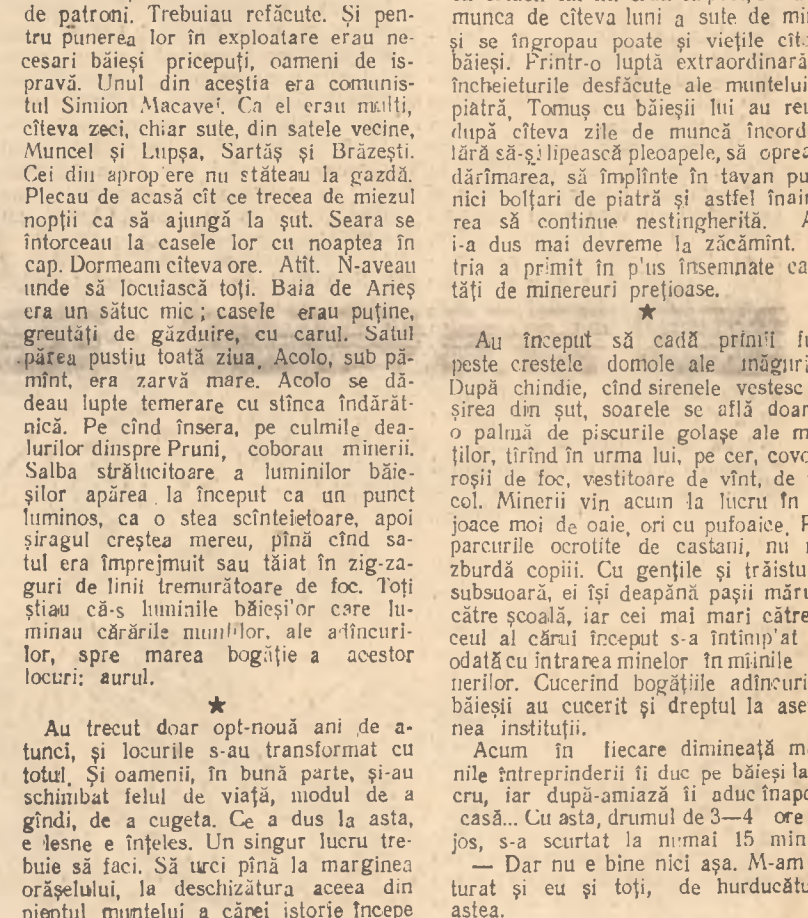 de patroni. Trebuiau refăcute. Și pen-
tru punerea lor în exploatare erau ne-
cesari băieși pricepuți, oameni de is-
pravă. Unul din aceștia era comunis-
tul Simion Macavei. Ca el erau mulți,
cîteva zeci, chiar sute, din satele vecine,
Muncel și Lupșa, Sartăș și Brăzești.
Cei din apropiere nu stăteau la gazdă.
Plecau de acasă cît ce trecea de miezul
nopții ca să ajungă la șut. Seara se
întorceau la casele lor cu noaptea în
cap. Dormeam cîteva ore. Atît. N-aveau
unde să locuiască toți. Baia de Arieș
era un sătuc mic; casele erau puține,
greutăți de găzduire, cu carul. Satul
părea pustiu toată ziua. Acolo, sub pă-
mînt, era zarvă mare. Acolo se dă-
deau lupte temerare cu stînca îndărăt-
nică. Pe cînd însera, pe culmile dea-
lurilor dinspre Pruni, coborau minerii.
Salba strălucitoare a luminilor băie-
șilor apărea la început ca un punct
luminos, ca o stea scînteietoare, apoi
șiragul creștea mereu, pînă cînd sa-
tul era împrejmuit sau tăiat în zig-za-
guri de linii tremurătoare de foc. Toți
știau că-s luminile băieșilor care lu-
minau cărările munților, ale adîncuri-
lor, spre marea bogăție a acestor
locuri: aurul.
★
Au trecut doar opt-nouă ani de a-
tunci, și locurile s-au transformat cu
totul. Și oamenii, în bună parte, și-au
schimbat felul de viață, modul de a
gîndi, de a cugeta. Ce a dus la asta,
e lesne e înțeles. Un singur lucru tre-
buie să faci. Să urci pînă la marginea
orășelului, la deschizătura aceea din
pieptul muntelui a cărei istorie începe
munca de cîteva luni a sute de mi
și se îngropau poate și viețile cît
băieși. Printr-o luptă extraordinară
încheieturile desfăcute ale muntelui
piatră, Tomuș cu băieșii lui au reu
după cîteva zile de muncă încord
fără să-și lipească pleoapele, să oprea
dărîmarea, să împlînte în tavan pu
nici bolțari de piatră și astfel înain
rea să continue nestingherită. A
i-a dus mai devreme la zăcămînt.
tria a primit în plus însemnate ca
tăți de minereuri prețioase.
★
Au început să cadă primii fu
peste crestele domole ale măguri
După chindie, cînd sirenele vestesc
șirea din șut, soarele se află doar
o palmă de piscurile golașe ale m
ților, tîrînd în urma lui, pe cer, covo
roșii de foc, vestitoare de vînt, de
col. Minerii vin acum la lucru în
joace moi de oaie, ori cu pufoaice. P
parcurile ocrotite de castani, nu
zburdă copiii. Cu gențile și trăistu
subsuoară, ei își deapănă pașii măru
către școală, iar cei mai mari către
ceul al cărui început s-a întîmplat
odată cu intrarea minelor în mîinile
nerilor. Cucerind bogățiile adîncuri
băieșii au cucerit și dreptul la ase
nea instituții.
Acum în fiecare dimineață m
nile întreprinderii îi duc pe băieși la
cru, iar după-amiază îi aduc înapo
casă... Cu asta, drumul de 3—4 ore
jos, s-a scurtat la numai 15 min
— Dar nu e bine nici așa. M-am
turat și eu și toți, de hurducătu
astea.